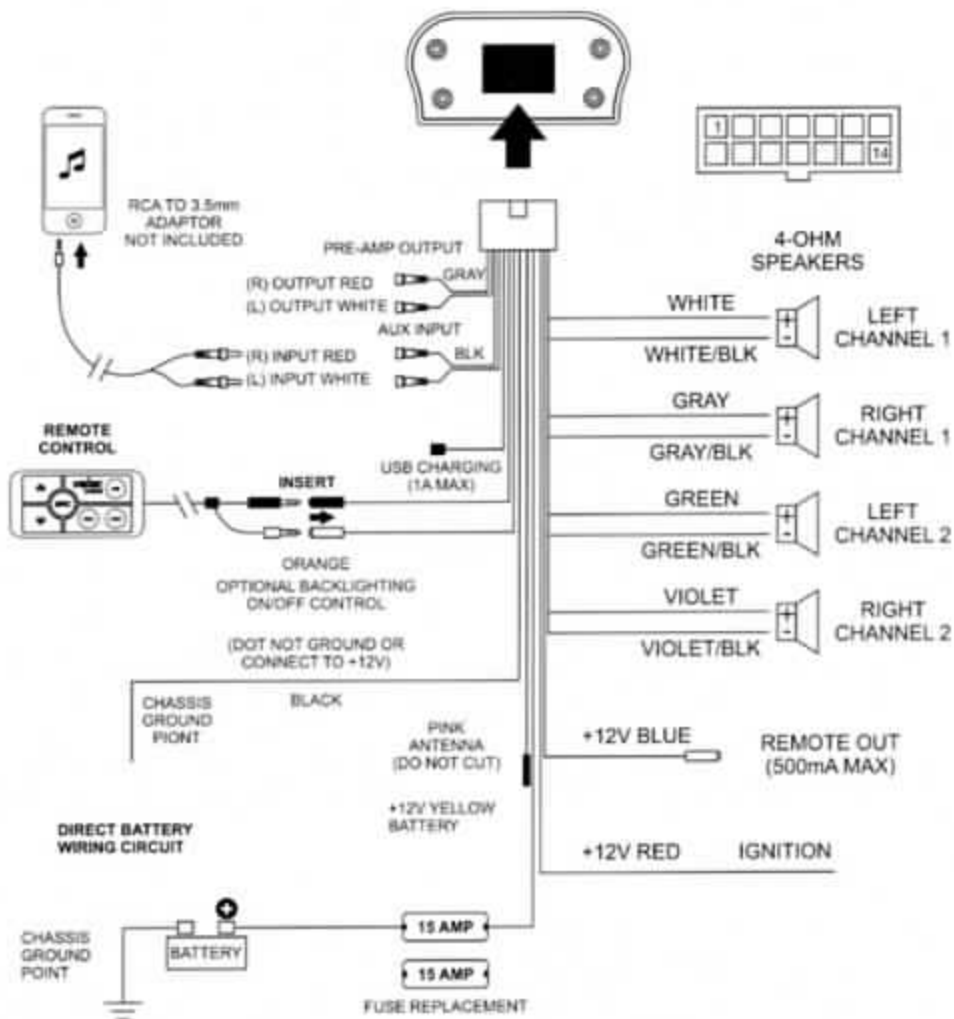 1
14
RCA TO 3.5mm
ADAPTOR
NOT INCLUDED
PRE-AMP OUTPUT
GRAY
(R) OUTPUT RED
(L) OUTPUT WHITE
AUX INPUT
BLK
(R) INPUT RED
(L) INPUT WHITE
4-OHM
SPEAKERS
WHITE
+
-
WHITE/BLK
LEFT
CHANNEL 1
GRAY
+
-
GRAY/BLK
RIGHT
CHANNEL 1
REMOTE
CONTROL
USB CHARGING
(1A MAX)
INSERT
GREEN
+
-
GREEN/BLK
LEFT
CHANNEL 2
ORANGE
OPTIONAL BACKLIGHTING
ON/OFF CONTROL
VIOLET
+
-
VIOLET/BLK
RIGHT
CHANNEL 2
(DOT NOT GROUND OR
CONNECT TO +12V)
BLACK
CHASSIS
GROUND
PIONT
PINK
ANTENNA
(DO NOT CUT)
+12V BLUE
REMOTE OUT
(500mA MAX)
+12V YELLOW
BATTERY
DIRECT BATTERY
WIRING CIRCUIT
+12V RED
IGNITION
+
BATTERY
CHASSIS
GROUND
POINT
15 AMP
15 AMP
FUSE REPLACEMENT